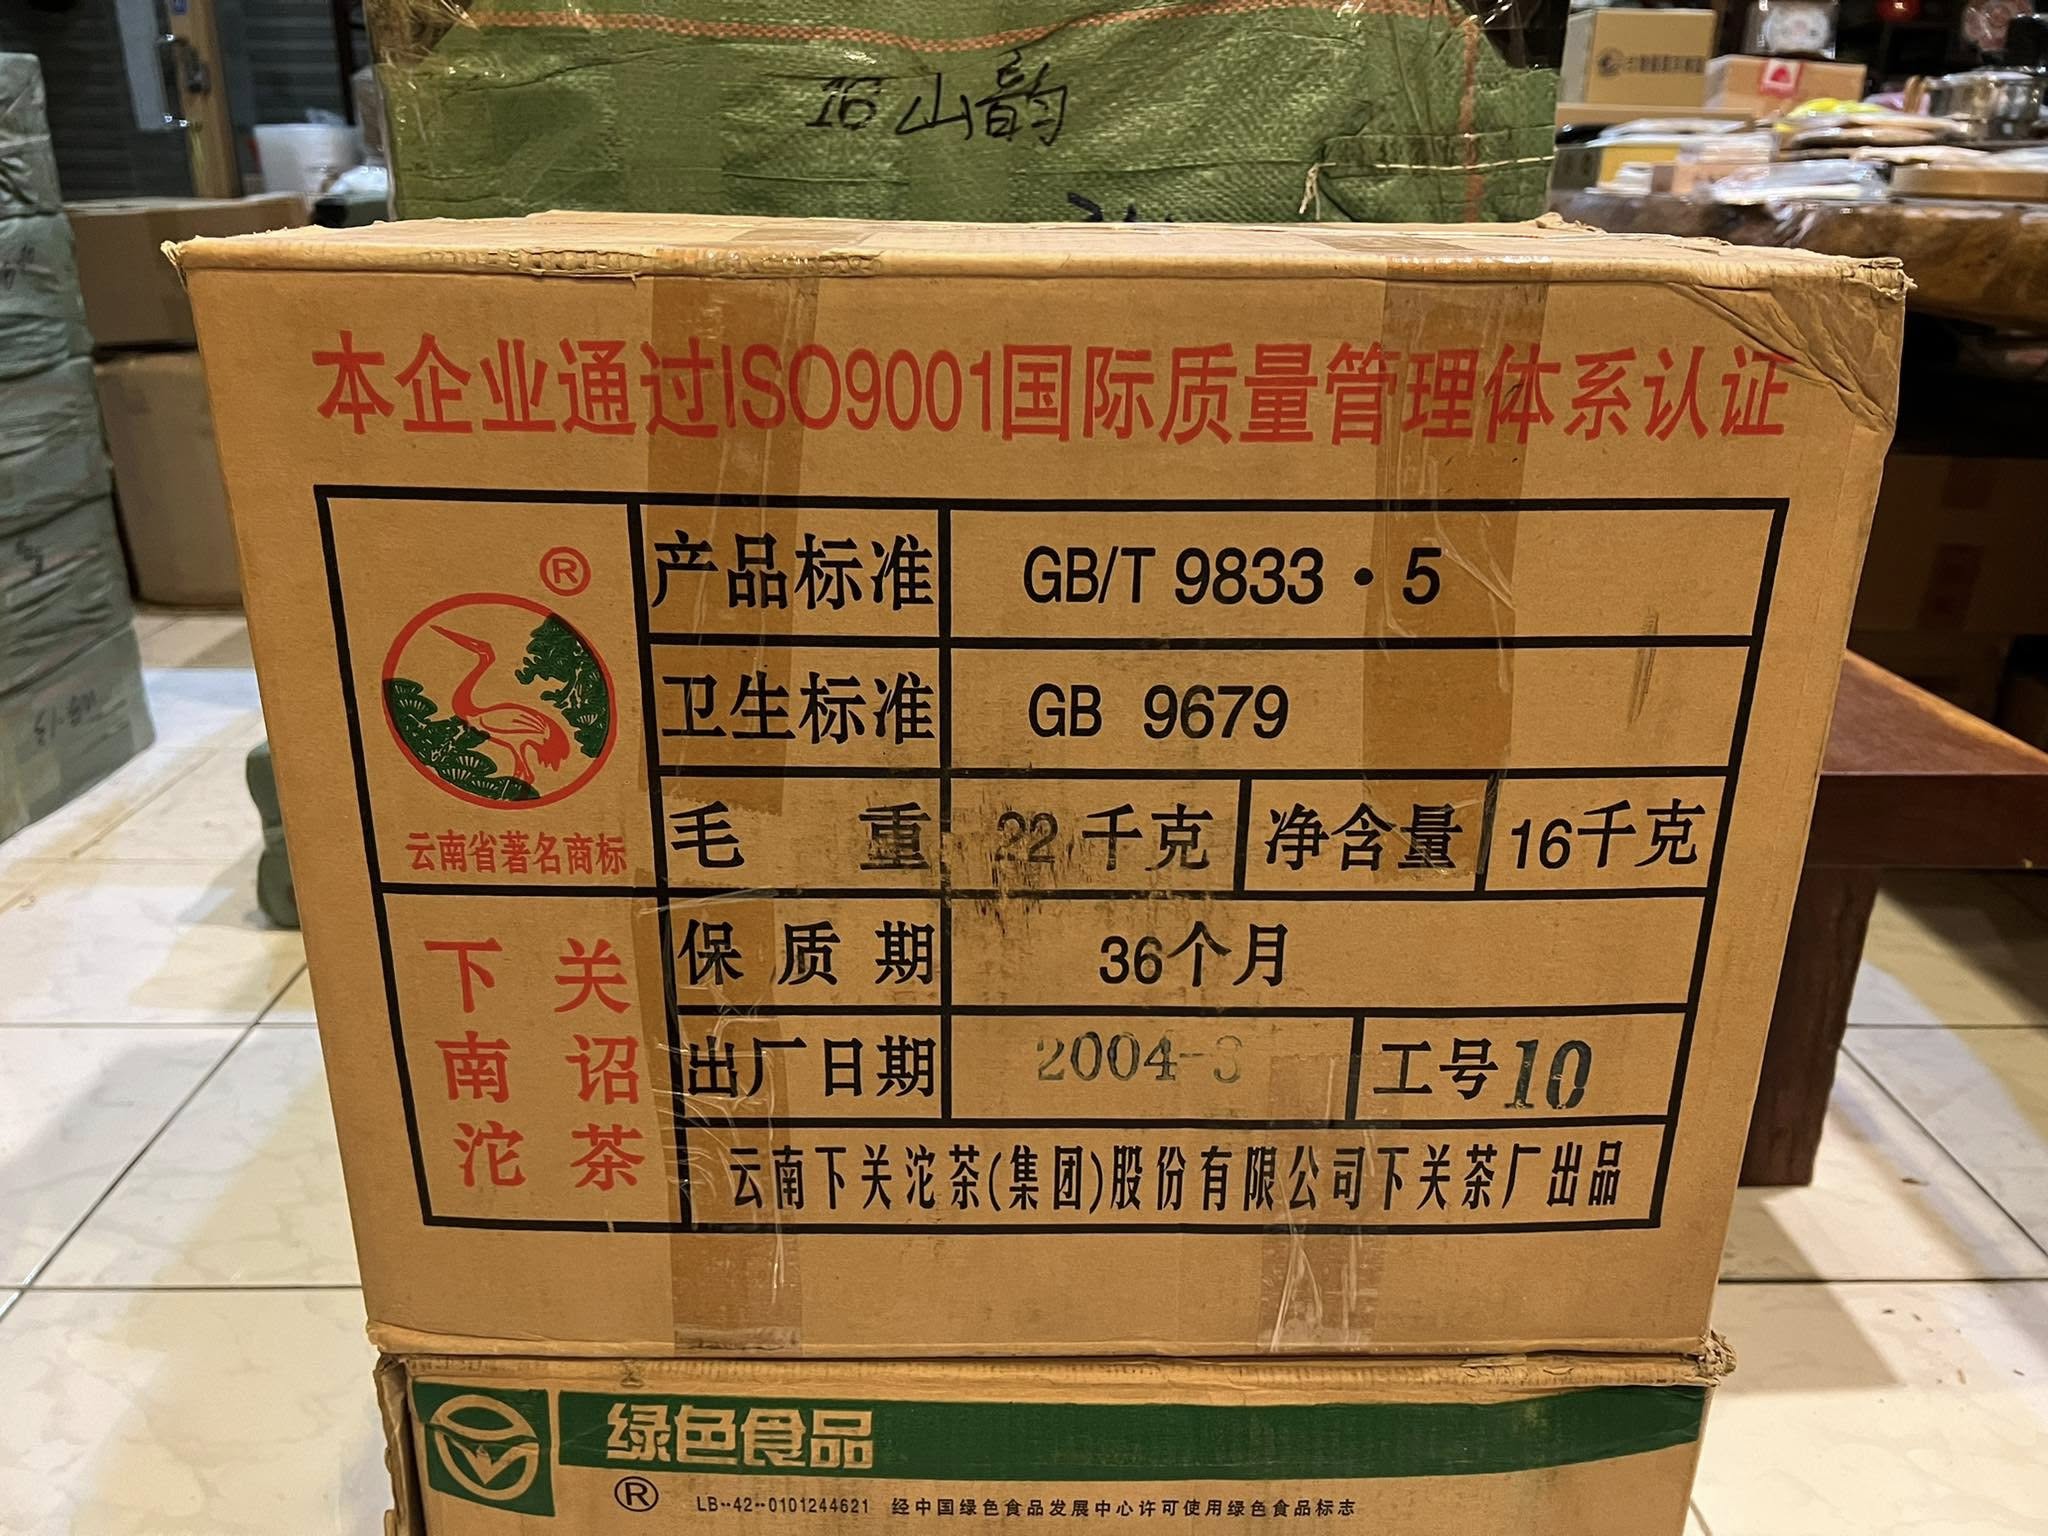 16山韵
本企业通过ISO9001国际质量管理体系认证
®
云南省著名商标
产品标准 GB/T 9833·5
卫生标准 GB 9679
毛重 22千克 净含量 16千克
下关
南诏
沱茶
保质期 36个月
出厂日期 2004-3 工号 10
云南下关沱茶(集团)股份有限公司下关茶厂出品
绿色食品
®
LB--42--0101244621 经中国绿色食品发展中心许可使用绿色食品标志